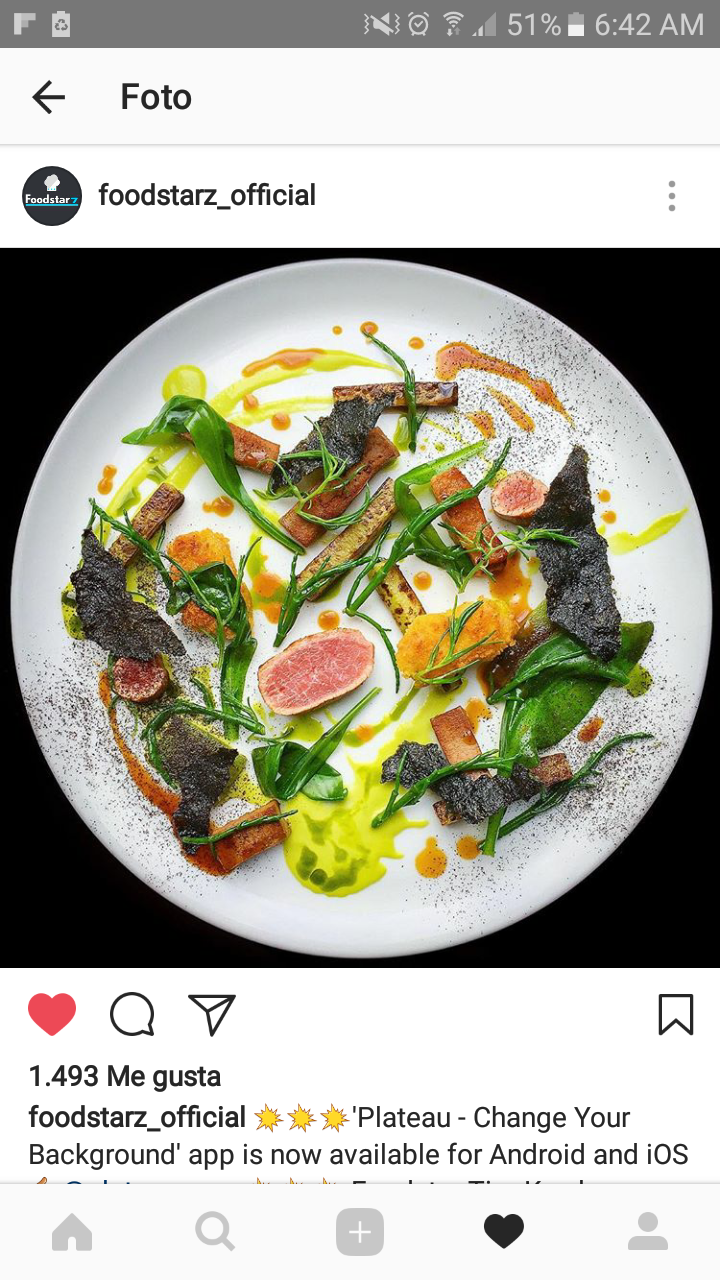 51% 6:42 AM
Foto
Foodstarz
foodstarz_official
1.493 Me gusta
foodstarz_official 💥💥💥'Plateau - Change Your
Background' app is now available for Android and iOS